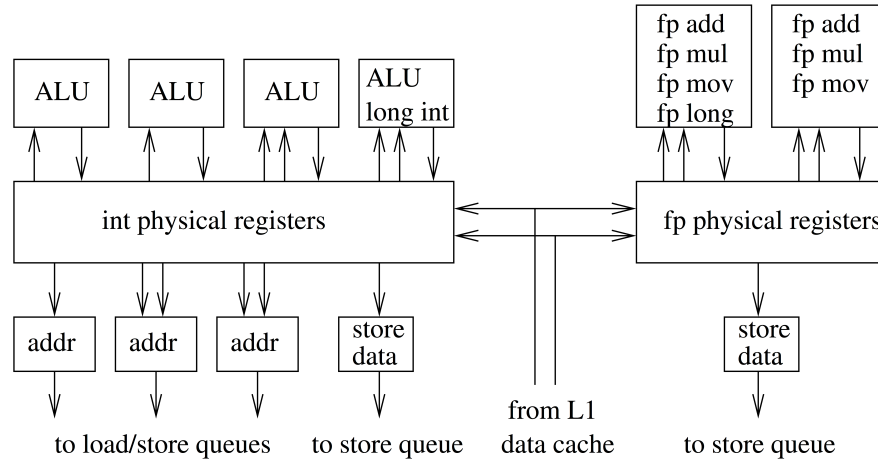 fp add
fp mul
fp mov
fp long
fp add
fp mul
fp mov
ALU
ALU
ALU
ALU
long int
int physical registers
fp physical registers
addr
addr
addr
store
data
store
data
from L1
data cache
to load/store queues
to store queue
to store queue